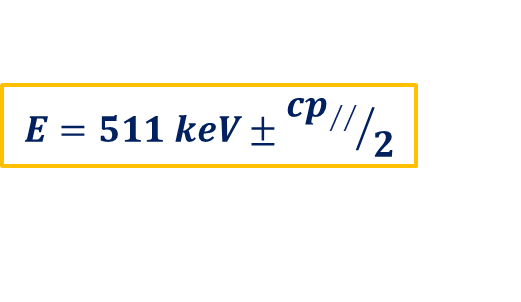 E = 511 keV ± cp///2